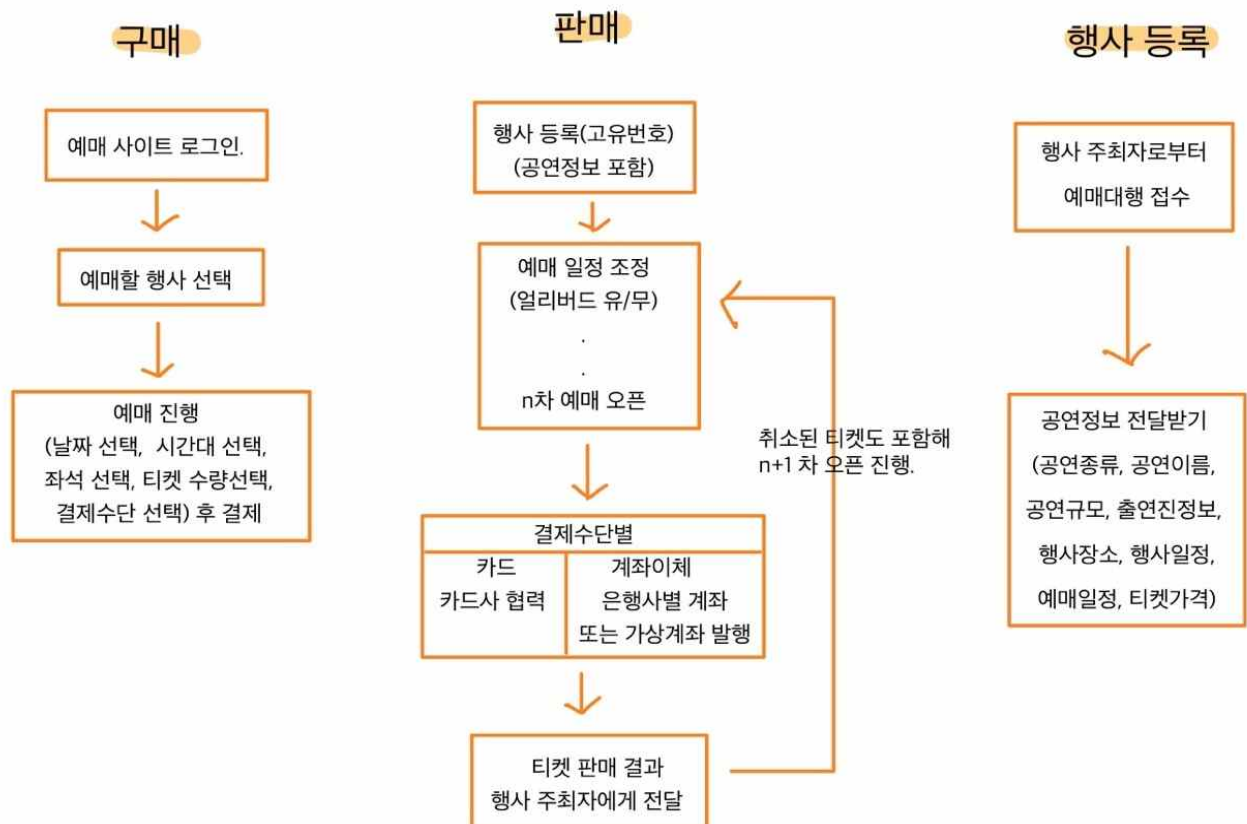 구매
예매 사이트 로그인.
예매할 행사 선택
예매 진행
(날짜 선택, 시간대 선택,
좌석 선택, 티켓 수량선택,
결제수단 선택) 후 결제
판매
행사 등록(고유번호)
(공연정보 포함)
예매 일정 조정
(얼리버드 유/무)
.
.
n차 예매 오픈
결제수단별
카드
카드사 협력
계좌이체
은행사별 계좌
또는 가상계좌 발행
티켓 판매 결과
행사 주최자에게 전달
취소된 티켓도 포함해
n+1 차 오픈 진행.
행사 등록
행사 주최자로부터
예매대행 접수
공연정보 전달받기
(공연종류, 공연이름,
공연규모, 출연진정보,
행사장소, 행사일정,
예매일정, 티켓가격)